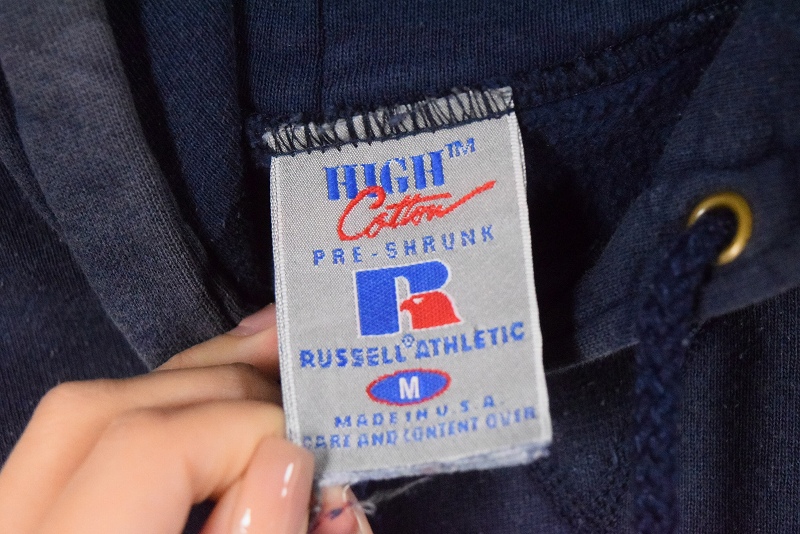 HIGH™
Cotton
PRE-SHRUNK
R
RUSSELL® ATHLETIC
M
MADE IN U.S.A.
CARE AND CONTENT OVER